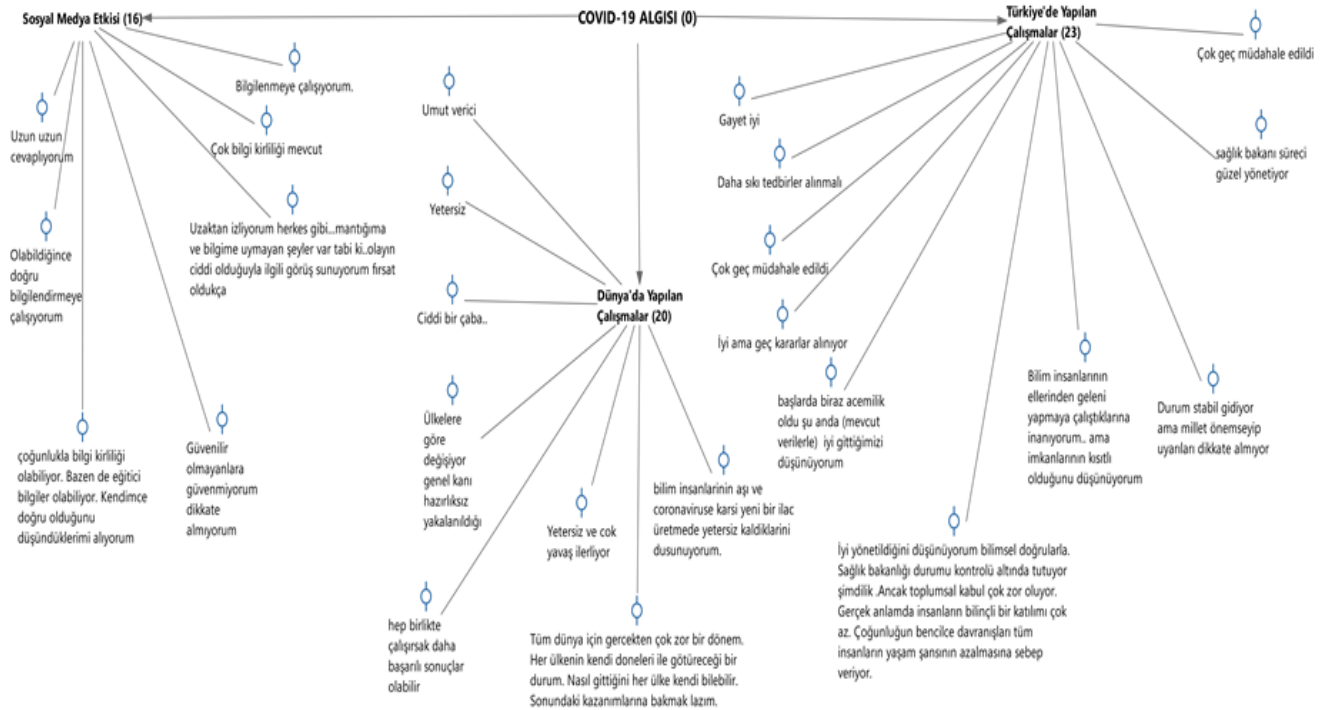 COVID-19 ALGISI (0)
Sosyal Medya Etkisi (16)
Bilgilenmeye çalışıyorum.
Çok bilgi kirliliği mevcut
Uzun uzun
cevaplıyorum
Uzaktan izliyorum herkes gibi...mantığıma
ve bilgime uymayan şeyler var tabi ki..olayın
ciddi olduğuyla ilgili görüş sunuyorum fırsat
oldukça
Olabildiğince
doğru
bilgilendirmeye
çalışıyorum
çoğunlukla bilgi kirliliği
olabiliyor. Bazen de eğitici
bilgiler olabiliyor. Kendimce
doğru olduğunu
düşündüklerimi alıyorum
Güvenilir
olmayanlara
güvenmiyorum
dikkate
almıyorum
Dünya'da Yapılan
Çalışmalar (20)
Umut verici
Yetersiz
Ciddi bir çaba..
Ülkelere
göre
değişiyor
genel kanı
hazırlıksız
yakalanıldığı
hep birlikte
çalışırsak daha
başarılı sonuçlar
olabilir
Yetersiz ve cok
yavaş ilerliyor
Tüm dünya için gercekten çok zor bir dönem.
Her ülkenin kendi doneleri ile götüreceği bir
durum. Nasıl gittiğini her ülke kendi bilebilir.
Sonundaki kazanımlarına bakmak lazım.
bilim insanlarinin aşı ve
coronaviruse karsi yeni bir ilac
üretmede yetersiz kaldiklarini
dusunuyorum.
Türkiye'de Yapılan
Çalışmalar (23)
Çok geç müdahale edildi
Gayet iyi
sağlık bakanı süreci
güzel yönetiyor
Daha sıkı tedbirler alınmalı
Çok geç müdahale edildi
İyi ama geç kararlar alınıyor
başlarda biraz acemilik
oldu şu anda (mevcut
verilerle) iyi gittiğimizi
düşünüyorum
Bilim insanlarının
ellerinden geleni
yapmaya çalıştıklarına
inanıyorum.. ama
imkanlarının kısıtlı
olduğunu düşünüyorum
Durum stabil gidiyor
ama millet önemseyip
uyarıları dikkate almıyor
İyi yönetildiğini düşünüyorum bilimsel doğrularla.
Sağlık bakanlığı durumu kontrolü altında tutuyor
şimdilik .Ancak toplumsal kabul çok zor oluyor.
Gerçek anlamda insanların bilinçli bir katılımı çok
az. Çoğunluğun bencilce davranışları tüm
insanların yaşam şansının azalmasına sebep
veriyor.